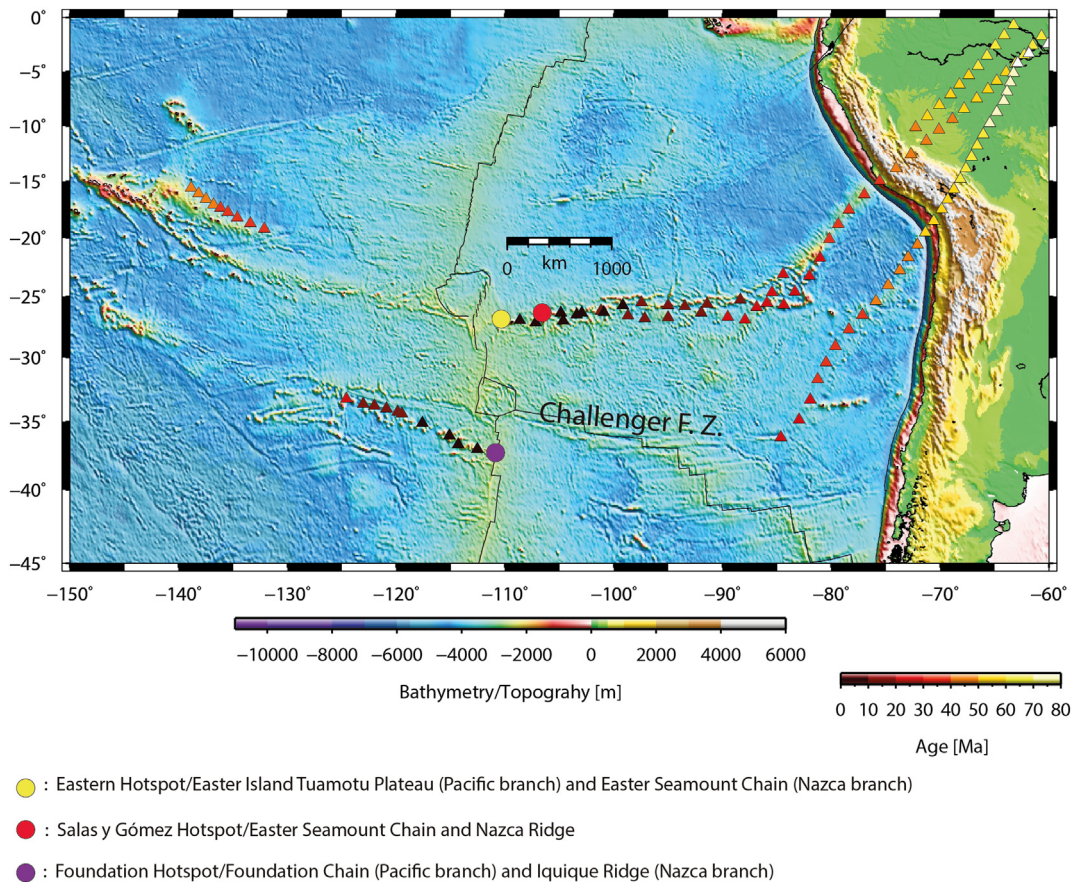 0°
−5°
−10°
−15°
−20°
−25°
−30°
−35°
−40°
−45°
0 km 1000
Challenger F. Z.
−150° −140° −130° −120° −110° −100° −90° −80° −70° −60°
−10000 −8000 −6000 −4000 −2000 0 2000 4000 6000
Bathymetry/Topograhy [m]
0 10 20 30 40 50 60 70 80
Age [Ma]
: Eastern Hotspot/Easter Island Tuamotu Plateau (Pacific branch) and Easter Seamount Chain (Nazca branch)
: Salas y Gómez Hotspot/Easter Seamount Chain and Nazca Ridge
: Foundation Hotspot/Foundation Chain (Pacific branch) and Iquique Ridge (Nazca branch)